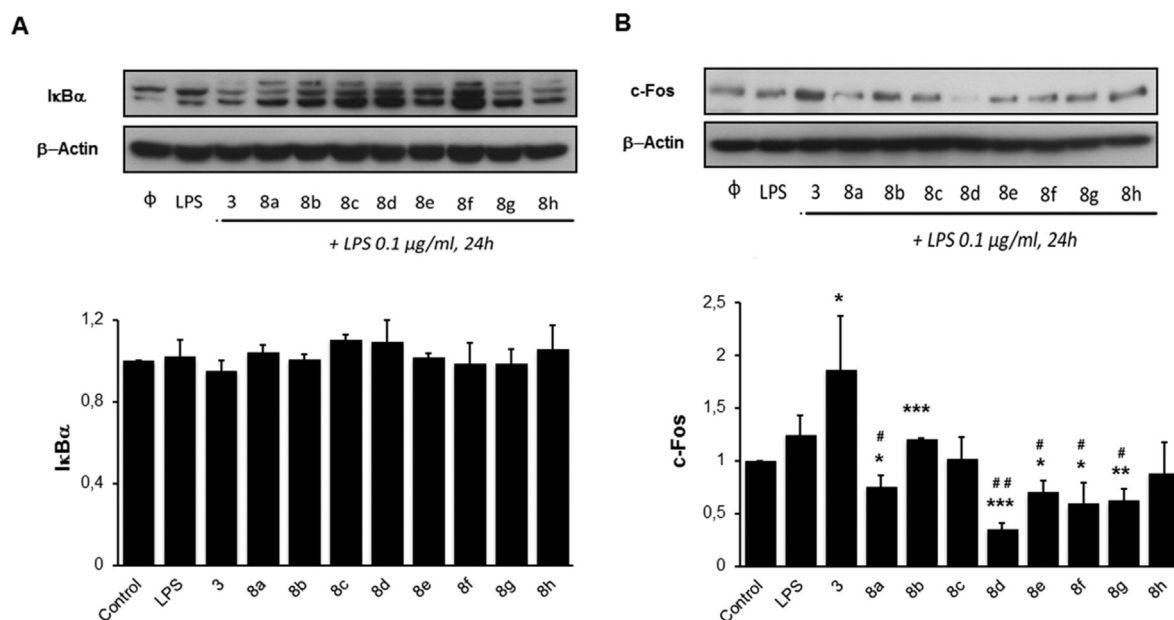 A
IκBα
β–Actin
ϕ LPS 3 8a 8b 8c 8d 8e 8f 8g 8h
+ LPS 0.1 µg/ml, 24h
1,2
0,8
0,4
0
IκBα
Control LPS 3 8a 8b 8c 8d 8e 8f 8g 8h
B
c-Fos
β–Actin
ϕ LPS 3 8a 8b 8c 8d 8e 8f 8g 8h
+ LPS 0.1 µg/ml, 24h
2,5
2
1,5
1
0,5
0
c-Fos
*
#
*
***
# #
***
#
*
#
*
#
**
Control LPS 3 8a 8b 8c 8d 8e 8f 8g 8h